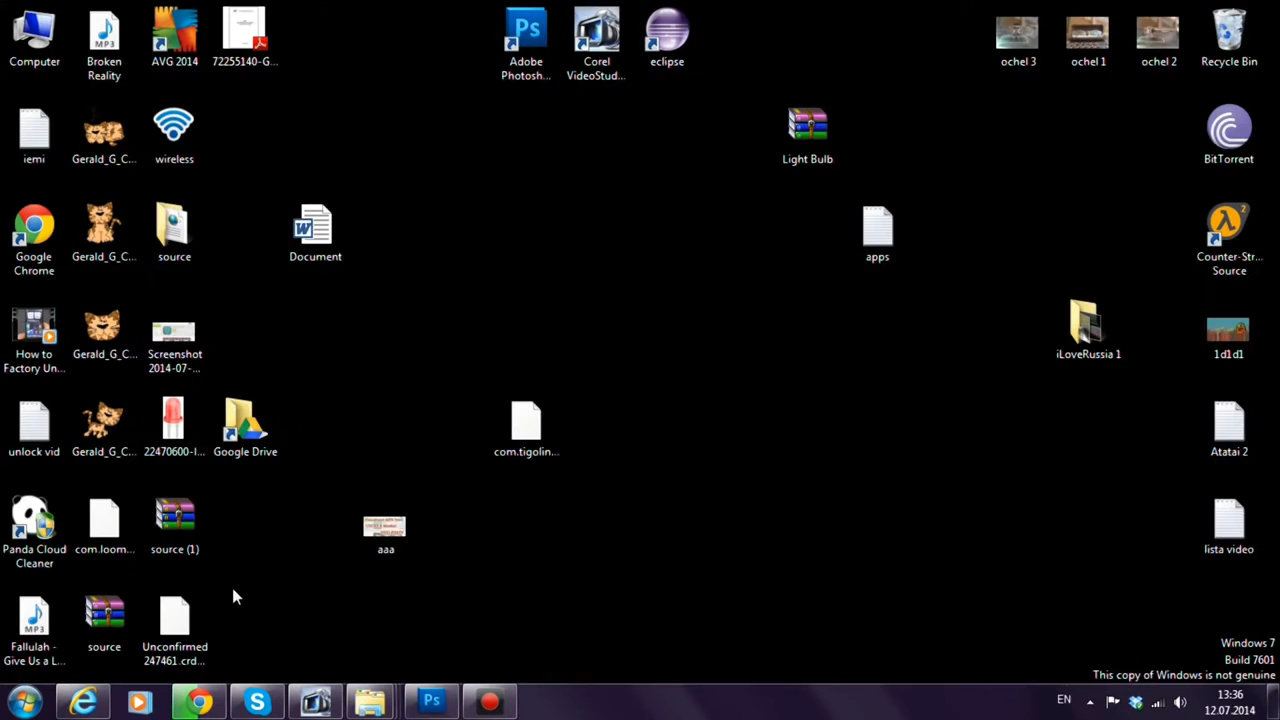 Computer
Broken
Reality
AVG 2014
72255140-G...
Adobe
Photosh...
Corel
VideoStud...
eclipse
ochel 3
ochel 1
ochel 2
Recycle Bin
iemi
Gerald_G_C...
wireless
Light Bulb
BitTorrent
Google
Chrome
Gerald_G_C...
source
Document
apps
Counter-Str...
Source
How to
Factory Un...
Gerald_G_C...
Screenshot
2014-07-...
iLoveRussia 1
1d1d1
unlock vid
Gerald_G_C...
22470600-I...
Google Drive
com.tigolin...
Atatai 2
Panda Cloud
Cleaner
com.loom...
source (1)
aaa
lista video
Fallulah -
Give Us a L...
source
Unconfirmed
247461.crd...
Windows 7
Build 7601
This copy of Windows is not genuine
EN
13:36
12.07.2014